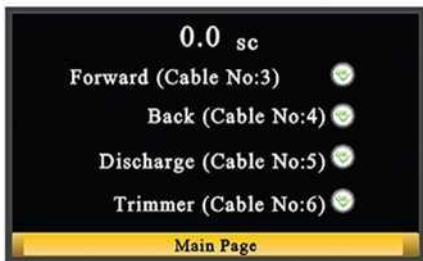 0.0 sc
Forward (Cable No:3)
Back (Cable No:4)
Discharge (Cable No:5)
Trimmer (Cable No:6)
Main Page